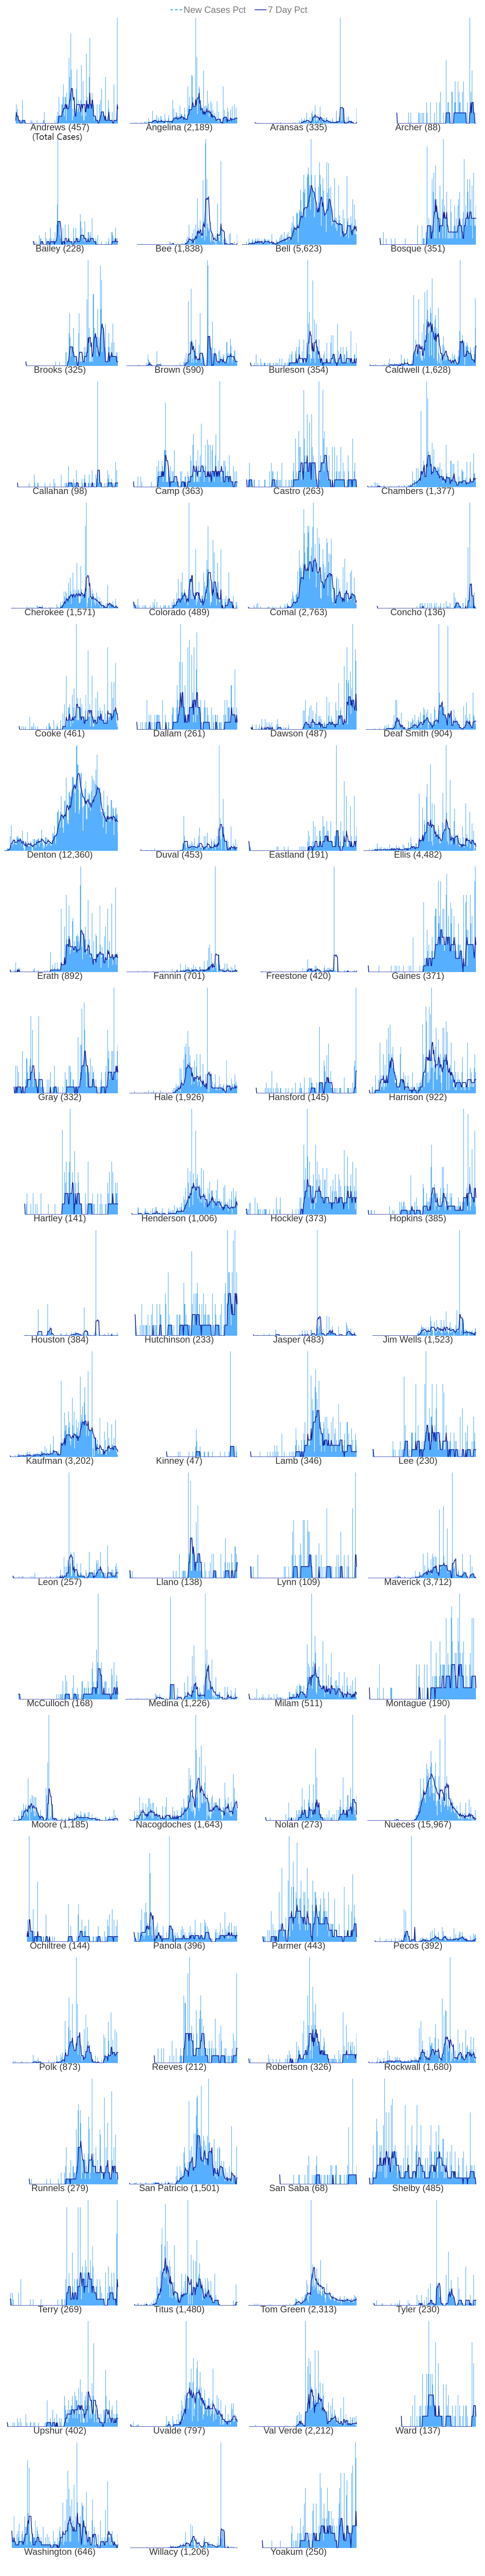 New Cases Pct 7 Day Pct
Andrews (457) Angelina (2,189) Aransas (335) Archer (88)
(Total Cases)
Bailey (228) Bee (1,838) Bell (5,623) Bosque (351)
Brooks (325) Brown (590) Burleson (354) Caldwell (1,628)
Callahan (98) Camp (363) Castro (263) Chambers (1,377)
Cherokee (1,571) Colorado (489) Comal (2,763) Concho (136)
Cooke (461) Dallam (261) Dawson (487) Deaf Smith (904)
Denton (12,360) Duval (453) Eastland (191) Ellis (4,482)
Erath (892) Fannin (701) Freestone (420) Gaines (371)
Gray (332) Hale (1,926) Hansford (145) Harrison (922)
Hartley (141) Henderson (1,006) Hockley (373) Hopkins (385)
Houston (384) Hutchinson (233) Jasper (483) Jim Wells (1,523)
Kaufman (3,202) Kinney (47) Lamb (346) Lee (230)
Leon (257) Llano (138) Lynn (109) Maverick (3,712)
McCulloch (168) Medina (1,226) Milam (511) Montague (190)
Moore (1,185) Nacogdoches (1,643) Nolan (273) Nueces (15,967)
Ochiltree (144) Panola (396) Parmer (443) Pecos (392)
Polk (873) Reeves (212) Robertson (326) Rockwall (1,680)
Runnels (279) San Patricio (1,501) San Saba (68) Shelby (485)
Terry (269) Titus (1,480) Tom Green (2,313) Tyler (230)
Upshur (402) Uvalde (797) Val Verde (2,212) Ward (137)
Washington (646) Willacy (1,206) Yoakum (250)